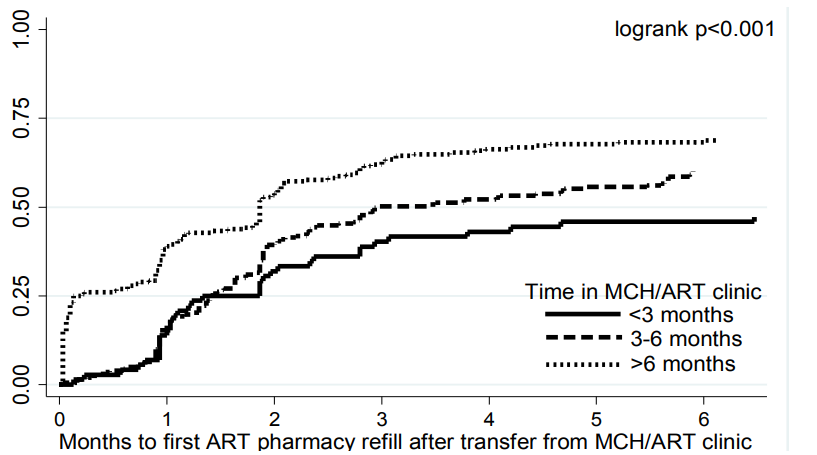 logrank p<0.001
1.00
0.75
0.50
0.25
0.00
Time in MCH/ART clinic
<3 months
3-6 months
>6 months
0 1 2 3 4 5 6
Months to first ART pharmacy refill after transfer from MCH/ART clinic